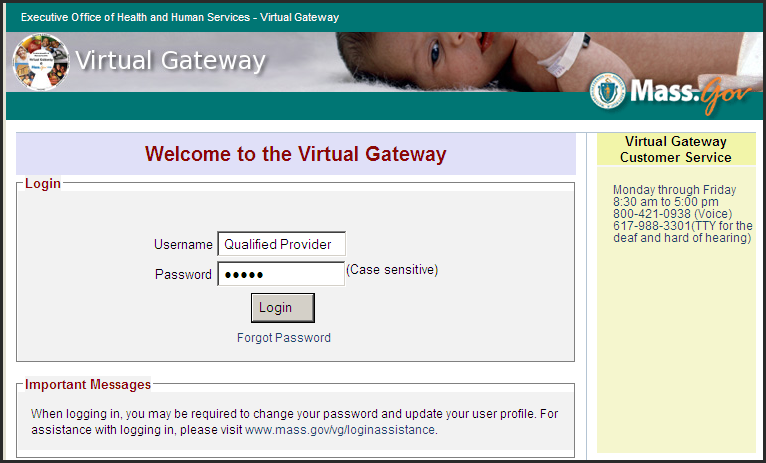 Executive Office of Health and Human Services - Virtual Gateway
Virtual Gateway
Mass.Gov
Welcome to the Virtual Gateway
Login
Username Qualified Provider
Password ●●●●● (Case sensitive)
Login
Forgot Password
Important Messages
When logging in, you may be required to change your password and update your user profile. For
assistance with logging in, please visit www.mass.gov/vg/loginassistance.
Virtual Gateway
Customer Service
Monday through Friday
8:30 am to 5:00 pm
800-421-0938 (Voice)
617-988-3301(TTY for the
deaf and hard of hearing)